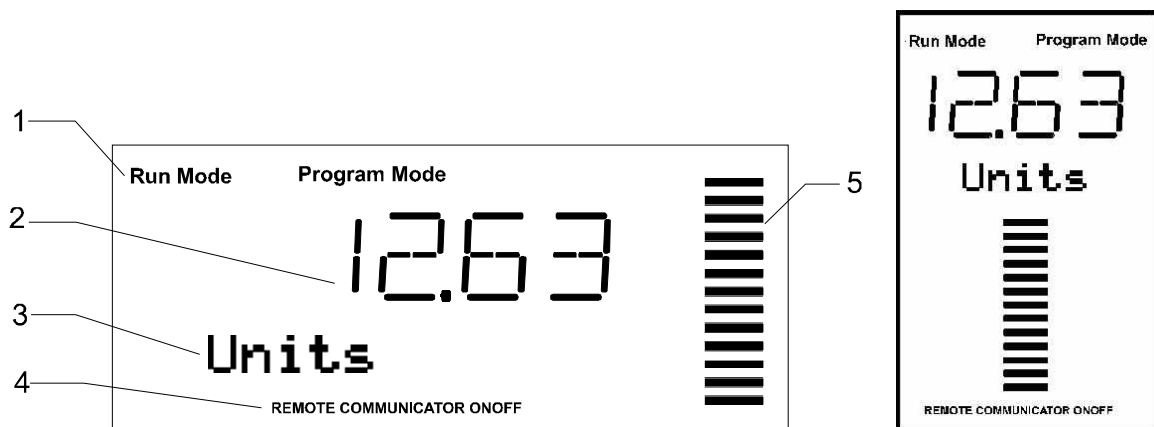 1
Run Mode Program Mode
2
12.63
3
Units
4
REMOTE COMMUNICATOR ONOFF
5
Run Mode Program Mode
12.63
Units
REMOTE COMMUNICATOR ONOFF